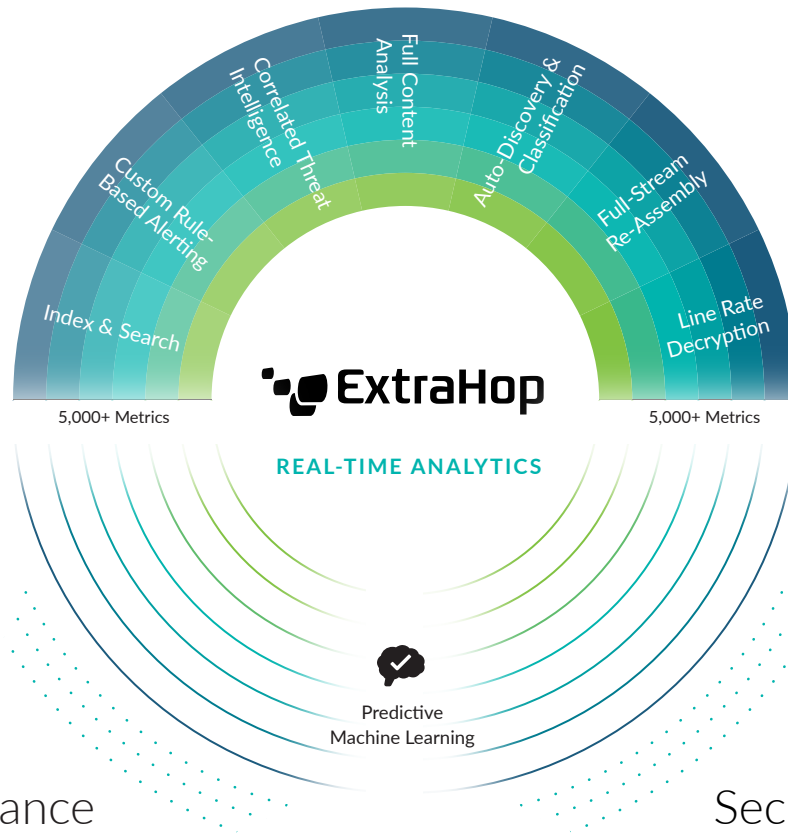 Index & Search
Custom Rule-
Based Alerting
Correlated Threat
Intelligence
Full Content
Analysis
Auto-Discovery &
Classification
Full-Stream
Re-Assembly
Line Rate
Decryption
ExtraHop
5,000+ Metrics
5,000+ Metrics
REAL-TIME ANALYTICS
Predictive
Machine Learning
ance
Sec